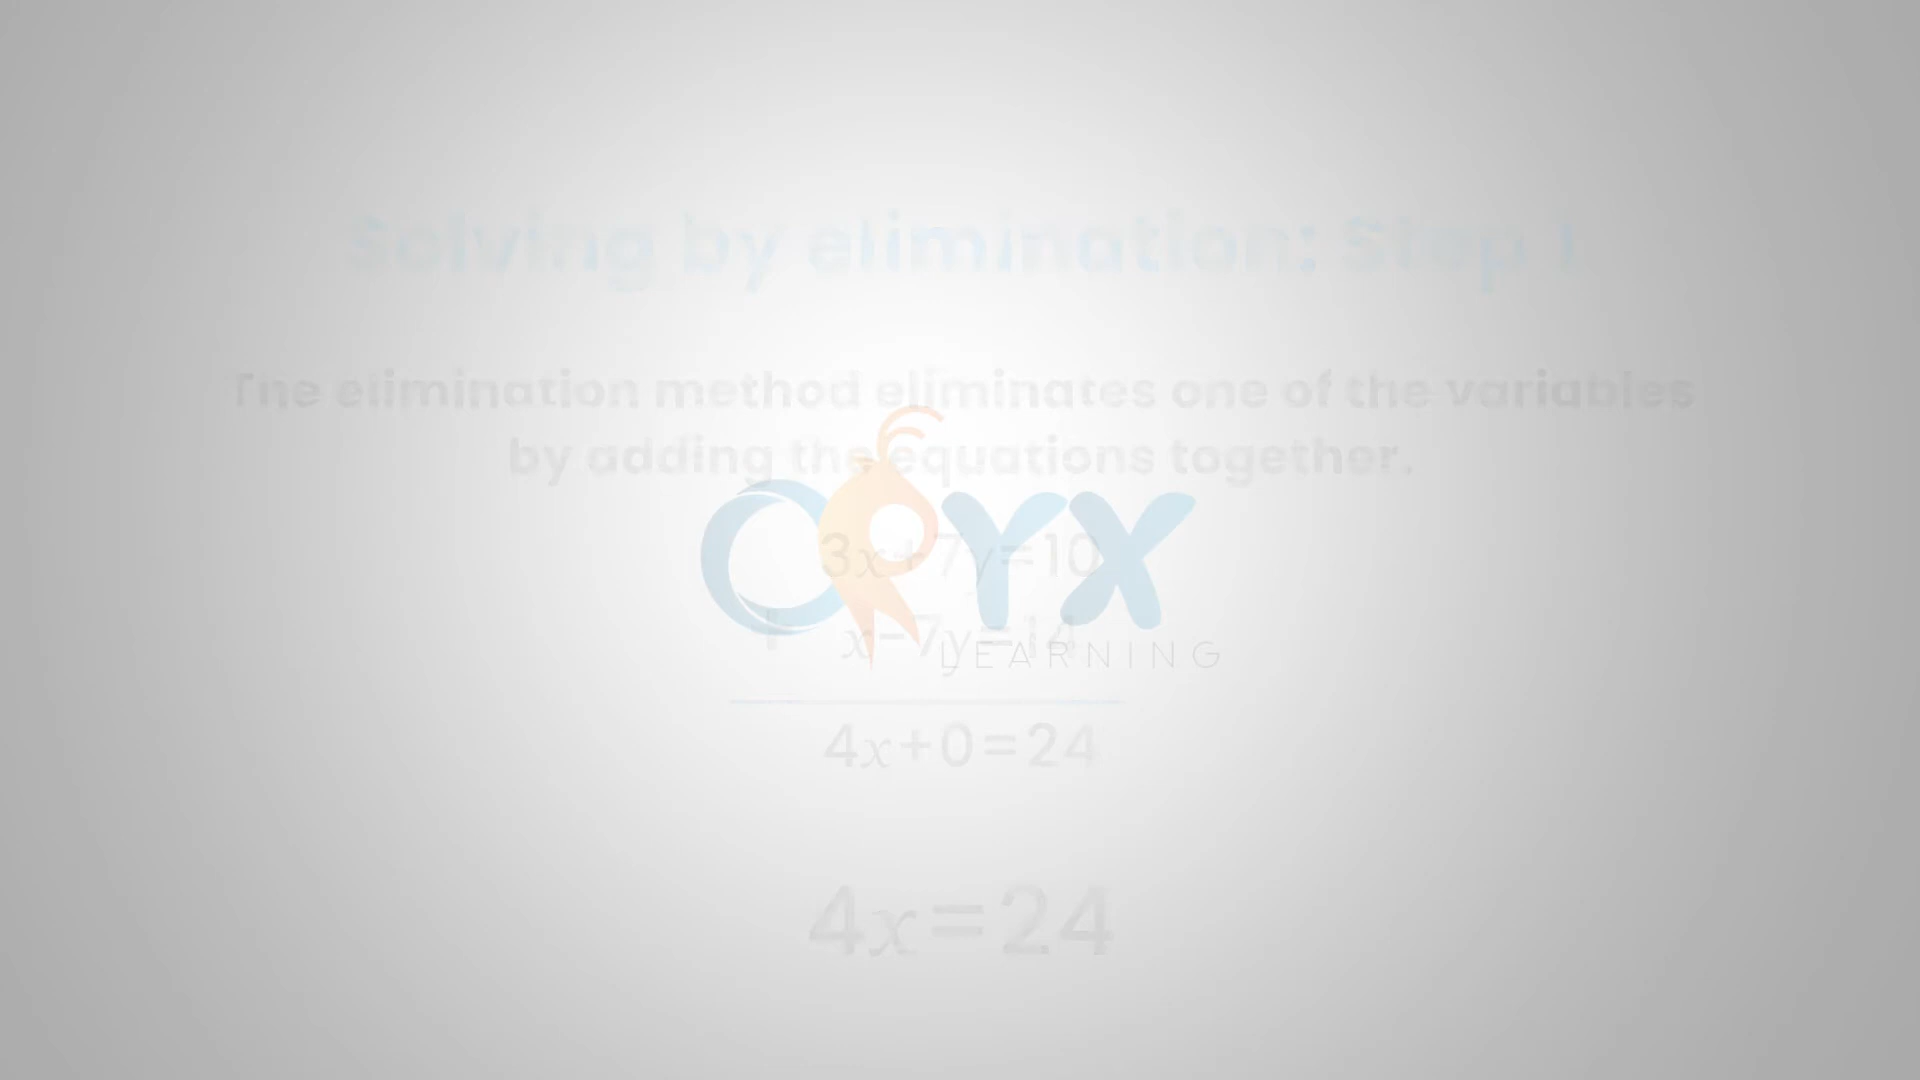 Solving by elimination: Step 1
The elimination method eliminates one of the variables
by adding the equations together.
ORYX
3x+7y=10
+ x−7y=14
LEARNING
4x+0=24
4x=24